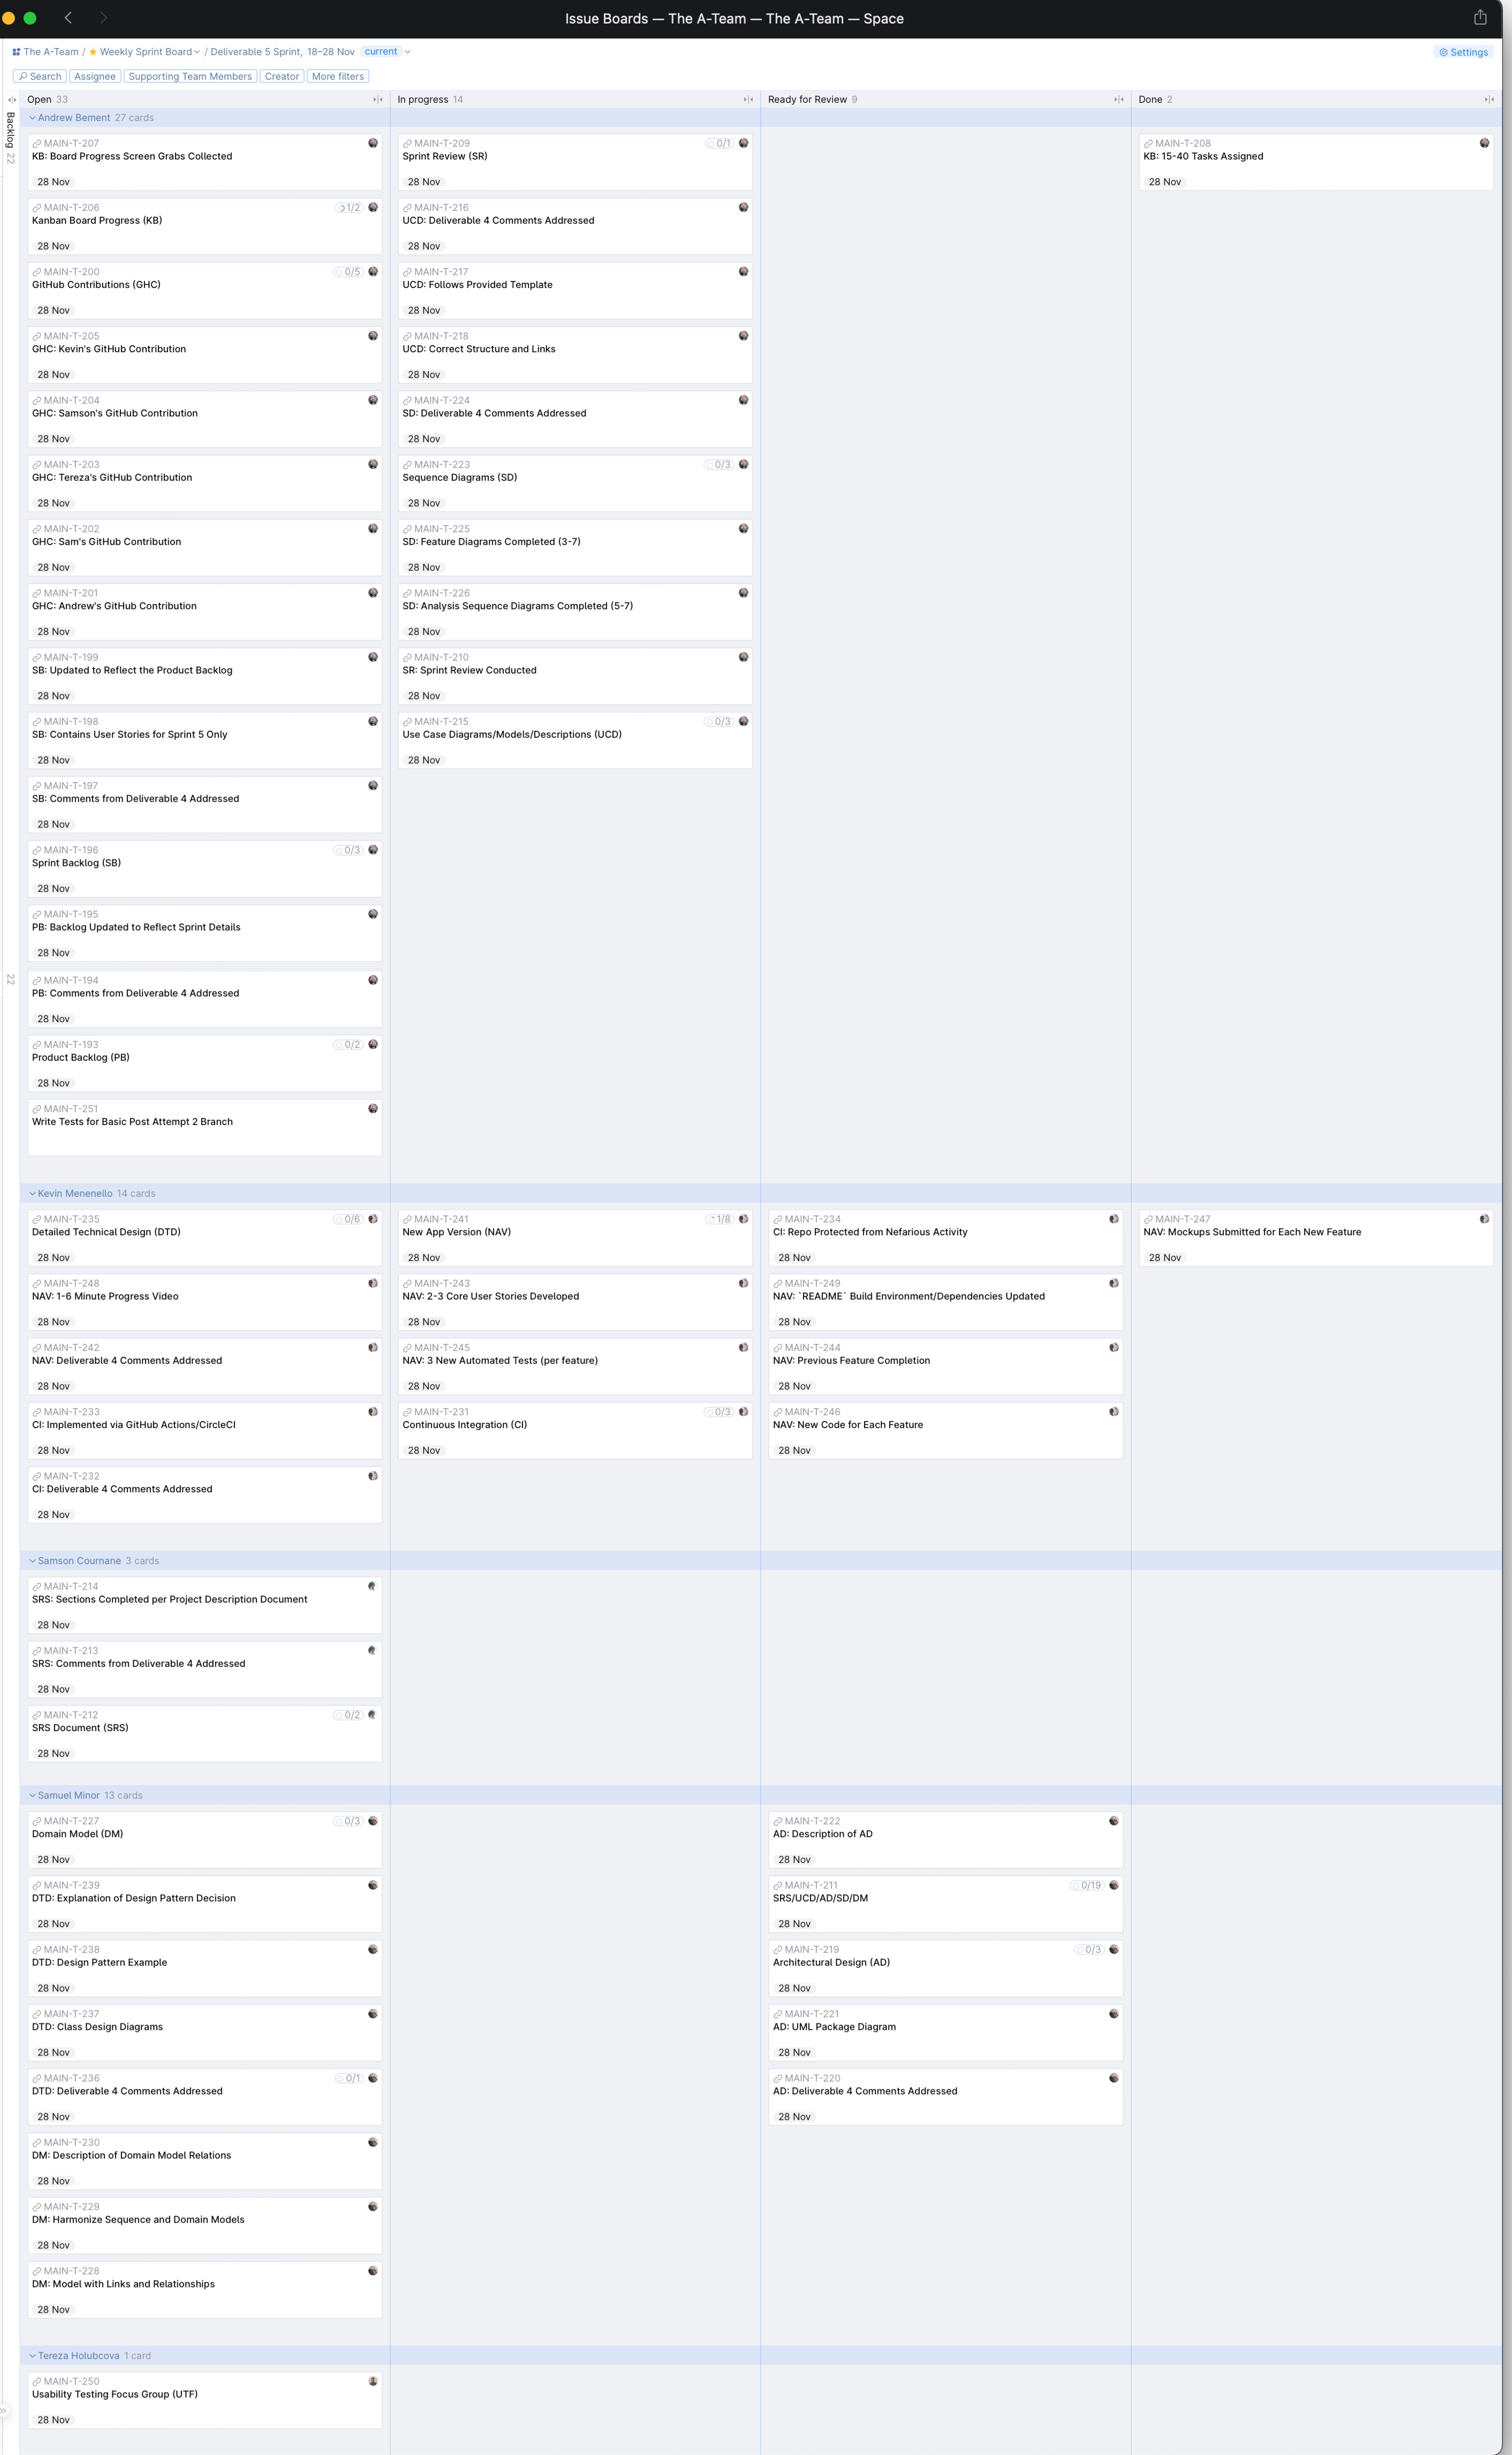 Issue Boards — The A-Team — The A-Team — Space
The A-Team / Weekly Sprint Board / Deliverable 5 Sprint, 18–28 Nov current
Settings
Search Assignee Supporting Team Members Creator More filters
Backlog 22
22
Open 33
In progress 14
Ready for Review 9
Done 2
Andrew Bement 27 cards
MAIN-T-207
KB: Board Progress Screen Grabs Collected
28 Nov
MAIN-T-206 1/2
Kanban Board Progress (KB)
28 Nov
MAIN-T-200 0/5
GitHub Contributions (GHC)
28 Nov
MAIN-T-205
GHC: Kevin's GitHub Contribution
28 Nov
MAIN-T-204
GHC: Samson's GitHub Contribution
28 Nov
MAIN-T-203
GHC: Tereza's GitHub Contribution
28 Nov
MAIN-T-202
GHC: Sam's GitHub Contribution
28 Nov
MAIN-T-201
GHC: Andrew's GitHub Contribution
28 Nov
MAIN-T-199
SB: Updated to Reflect the Product Backlog
28 Nov
MAIN-T-198
SB: Contains User Stories for Sprint 5 Only
28 Nov
MAIN-T-197
SB: Comments from Deliverable 4 Addressed
28 Nov
MAIN-T-196 0/3
Sprint Backlog (SB)
28 Nov
MAIN-T-195
PB: Backlog Updated to Reflect Sprint Details
28 Nov
MAIN-T-194
PB: Comments from Deliverable 4 Addressed
28 Nov
MAIN-T-193 0/2
Product Backlog (PB)
28 Nov
MAIN-T-251
Write Tests for Basic Post Attempt 2 Branch
MAIN-T-209 0/1
Sprint Review (SR)
28 Nov
MAIN-T-216
UCD: Deliverable 4 Comments Addressed
28 Nov
MAIN-T-217
UCD: Follows Provided Template
28 Nov
MAIN-T-218
UCD: Correct Structure and Links
28 Nov
MAIN-T-224
SD: Deliverable 4 Comments Addressed
28 Nov
MAIN-T-223 0/3
Sequence Diagrams (SD)
28 Nov
MAIN-T-225
SD: Feature Diagrams Completed (3-7)
28 Nov
MAIN-T-226
SD: Analysis Sequence Diagrams Completed (5-7)
28 Nov
MAIN-T-210
SR: Sprint Review Conducted
28 Nov
MAIN-T-215 0/3
Use Case Diagrams/Models/Descriptions (UCD)
28 Nov
MAIN-T-208
KB: 15-40 Tasks Assigned
28 Nov
Kevin Menenello 14 cards
MAIN-T-235 0/6
Detailed Technical Design (DTD)
28 Nov
MAIN-T-248
NAV: 1-6 Minute Progress Video
28 Nov
MAIN-T-242
NAV: Deliverable 4 Comments Addressed
28 Nov
MAIN-T-233
CI: Implemented via GitHub Actions/CircleCI
28 Nov
MAIN-T-232
CI: Deliverable 4 Comments Addressed
28 Nov
MAIN-T-241 1/8
New App Version (NAV)
28 Nov
MAIN-T-243
NAV: 2-3 Core User Stories Developed
28 Nov
MAIN-T-245
NAV: 3 New Automated Tests (per feature)
28 Nov
MAIN-T-231 0/3
Continuous Integration (CI)
28 Nov
MAIN-T-234
CI: Repo Protected from Nefarious Activity
28 Nov
MAIN-T-249
NAV: `README` Build Environment/Dependencies Updated
28 Nov
MAIN-T-244
NAV: Previous Feature Completion
28 Nov
MAIN-T-246
NAV: New Code for Each Feature
28 Nov
MAIN-T-247
NAV: Mockups Submitted for Each New Feature
28 Nov
Samson Cournane 3 cards
MAIN-T-214
SRS: Sections Completed per Project Description Document
28 Nov
MAIN-T-213
SRS: Comments from Deliverable 4 Addressed
28 Nov
MAIN-T-212 0/2
SRS Document (SRS)
28 Nov
Samuel Minor 13 cards
MAIN-T-227 0/3
Domain Model (DM)
28 Nov
MAIN-T-239
DTD: Explanation of Design Pattern Decision
28 Nov
MAIN-T-238
DTD: Design Pattern Example
28 Nov
MAIN-T-237
DTD: Class Design Diagrams
28 Nov
MAIN-T-236 0/1
DTD: Deliverable 4 Comments Addressed
28 Nov
MAIN-T-230
DM: Description of Domain Model Relations
28 Nov
MAIN-T-229
DM: Harmonize Sequence and Domain Models
28 Nov
MAIN-T-228
DM: Model with Links and Relationships
28 Nov
MAIN-T-222
AD: Description of AD
28 Nov
MAIN-T-211 0/19
SRS/UCD/AD/SD/DM
28 Nov
MAIN-T-219 0/3
Architectural Design (AD)
28 Nov
MAIN-T-221
AD: UML Package Diagram
28 Nov
MAIN-T-220
AD: Deliverable 4 Comments Addressed
28 Nov
Tereza Holubcova 1 card
MAIN-T-250
Usability Testing Focus Group (UTF)
28 Nov